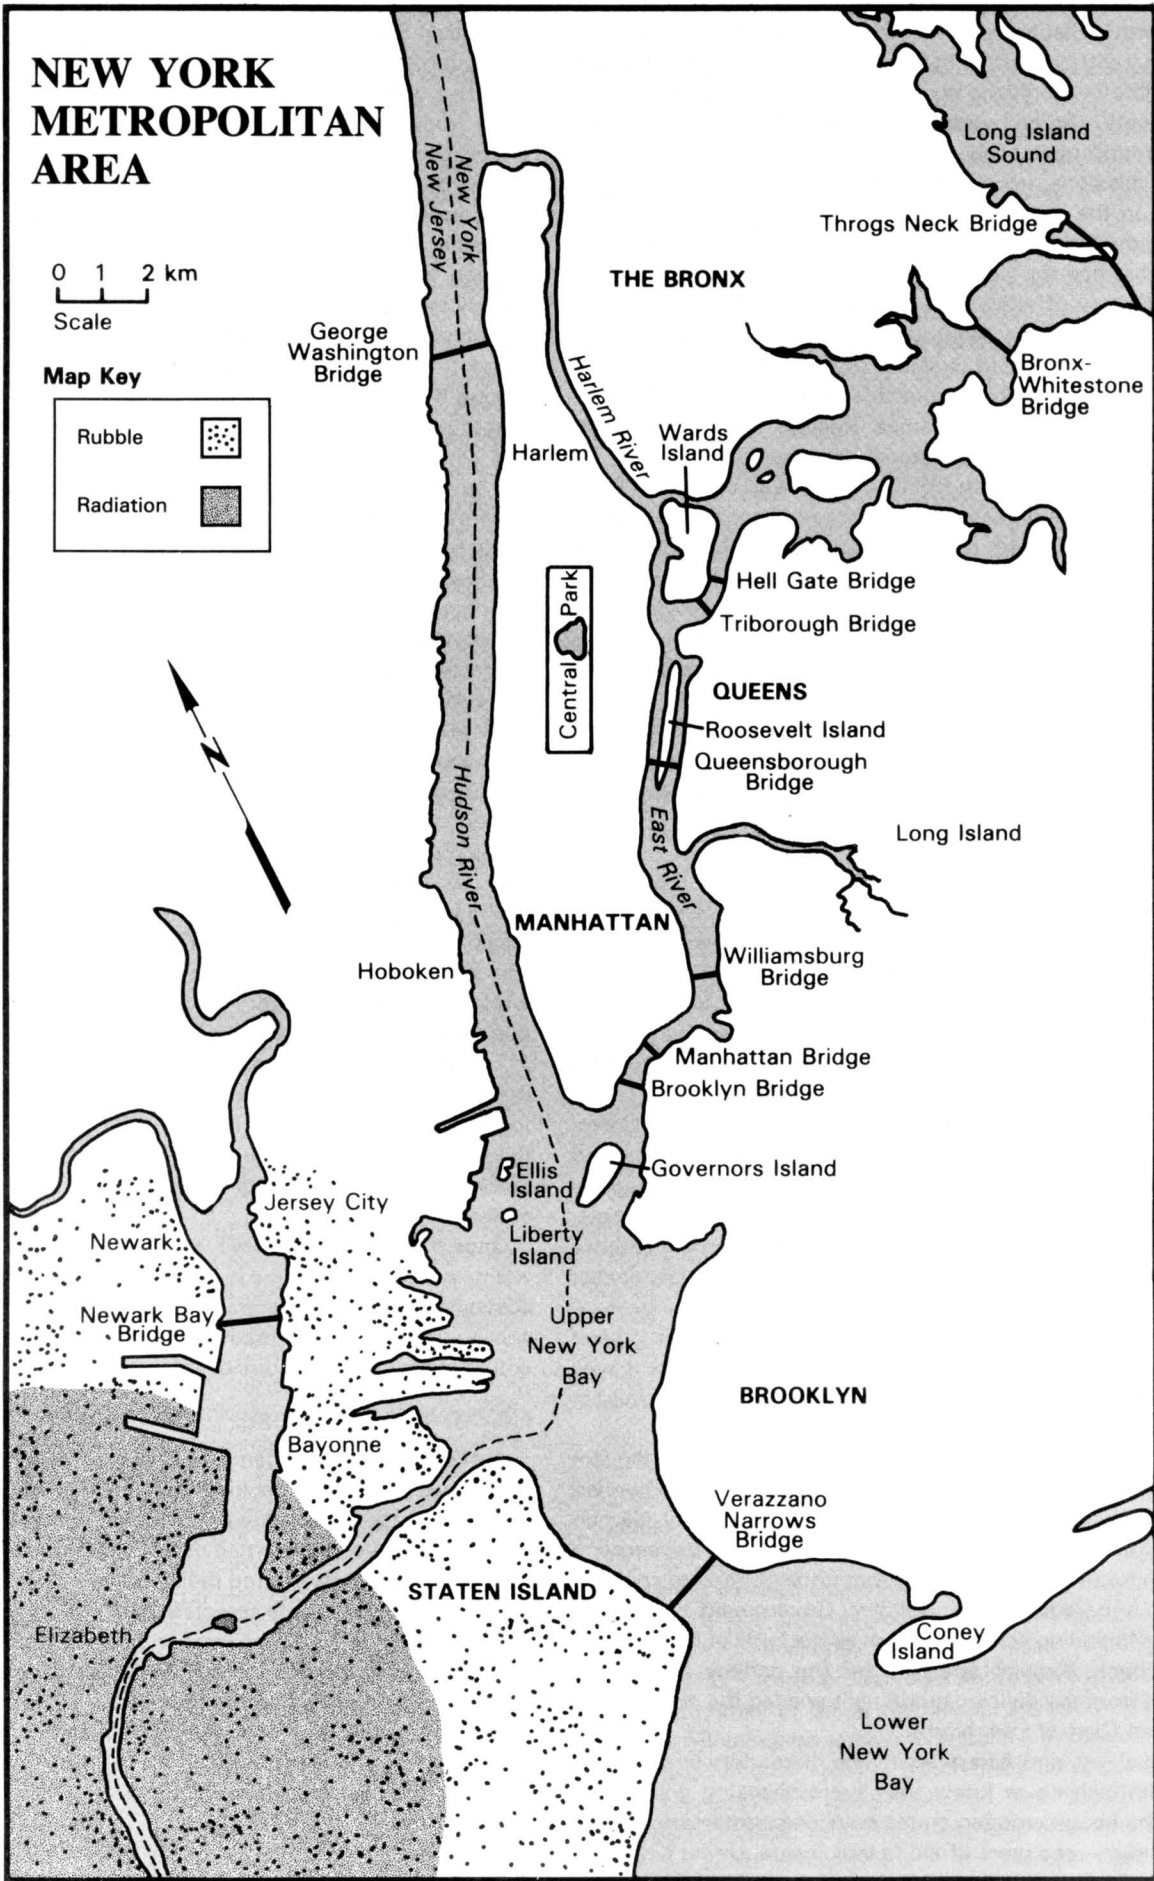 NEW YORK
METROPOLITAN
AREA
0 1 2 km
Scale
Map Key
Rubble
Radiation
N
New York
New Jersey
Long Island
Sound
Throgs Neck Bridge
THE BRONX
George
Washington
Bridge
Bronx-
Whitestone
Bridge
Harlem River
Harlem
Wards
Island
Hell Gate Bridge
Triborough Bridge
Central Park
QUEENS
Roosevelt Island
Queensborough
Bridge
Hudson River
East River
Long Island
MANHATTAN
Hoboken
Williamsburg
Bridge
Manhattan Bridge
Brooklyn Bridge
Ellis
Island
Governors Island
Jersey City
Newark
Liberty
Island
Newark Bay
Bridge
Upper
New York
Bay
BROOKLYN
Bayonne
Verazzano
Narrows
Bridge
STATEN ISLAND
Elizabeth
Coney
Island
Lower
New York
Bay